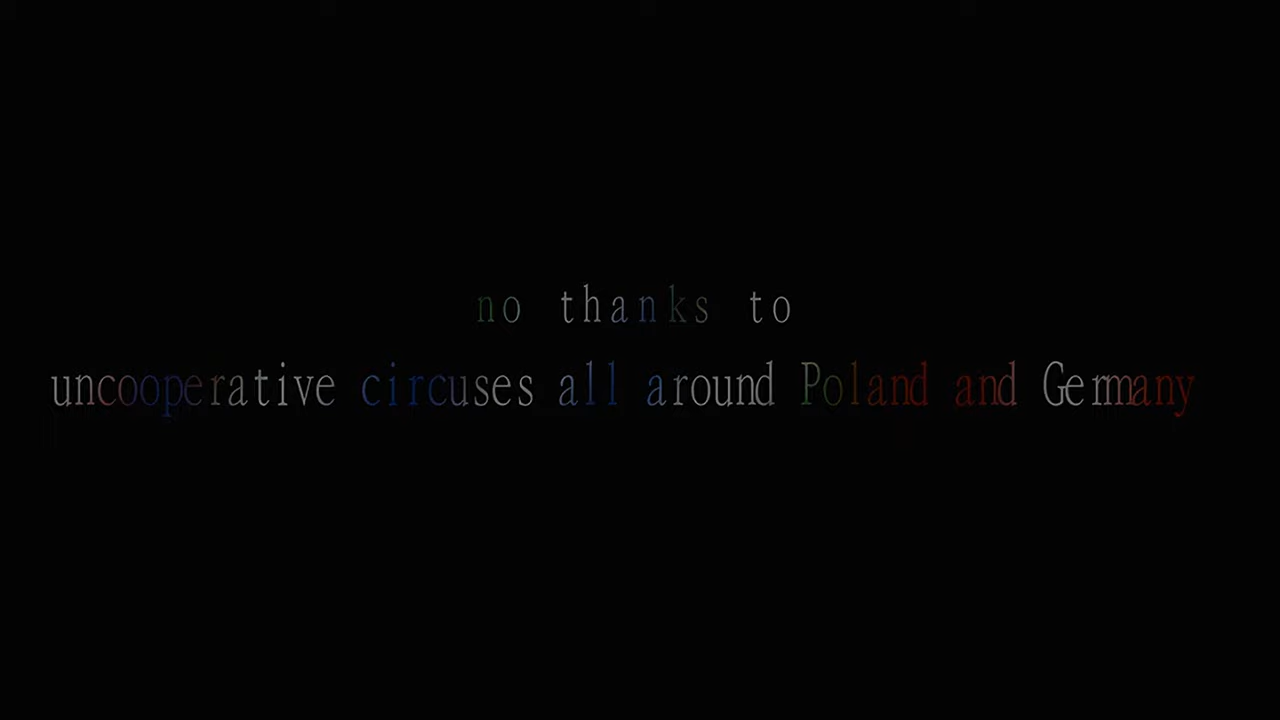 no thanks to
uncooperative circuses all around Poland and Germany